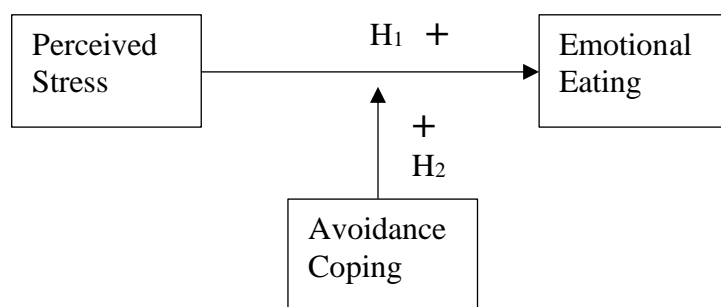 Perceived
Stress
H1 +
Emotional
Eating
+
H2
Avoidance
Coping